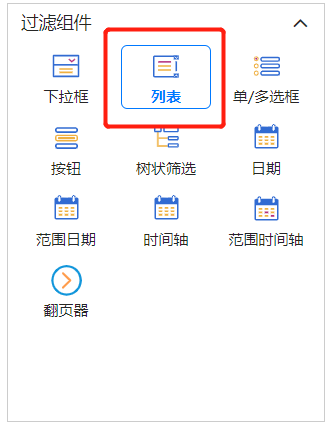 过滤组件
下拉框 列表 单/多选框
按钮 树状筛选 日期
范围日期 时间轴 范围时间轴
翻页器